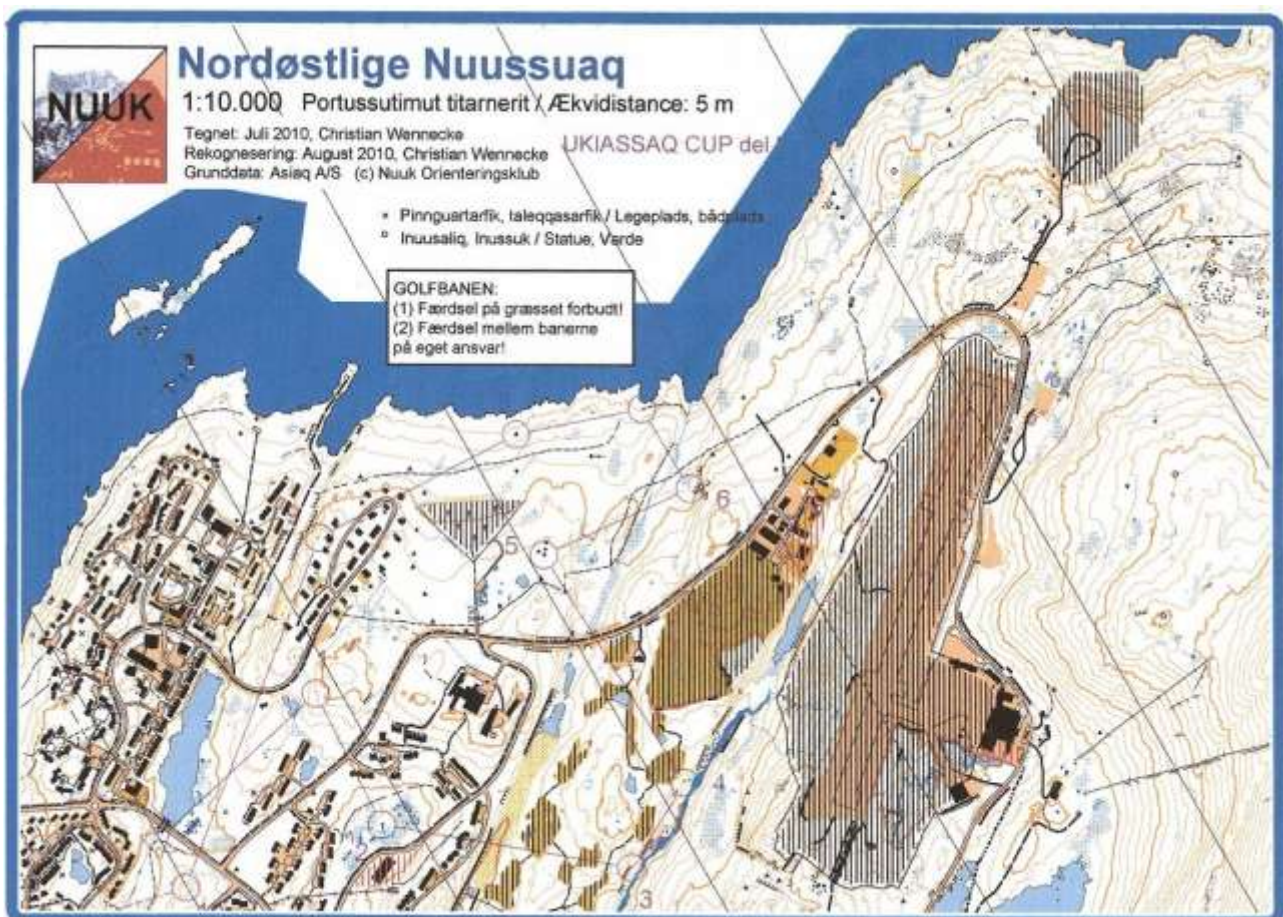 NUUK
Nordøstlige Nuussuaq
1:10.000 Portussutimut titarnerit / Ækvidistance: 5 m
Tegnet: Juli 2010, Christian Wennecke
Rekognesering: August 2010, Christian Wennecke
Grunddata: Asiaq A/S (c) Nuuk Orienteringsklub
UKIASSAQ CUP del
Pinnguartarfik, taleqqasarfik / Legeplads, bådplads
Inuusaliq, Inussuk / Statue, Varde
GOLFBANEN:
(1) Færdsel på græsset forbudt!
(2) Færdsel mellem banerne
på eget ansvar!
6
5
4
3